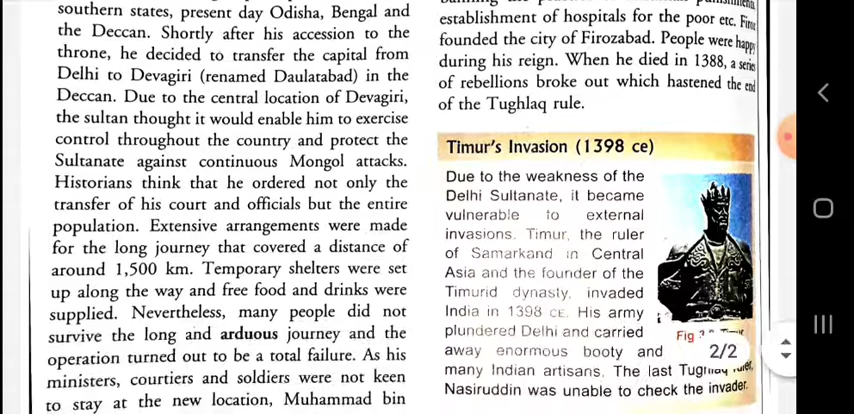 southern states, present day Odisha, Bengal and
the Deccan. Shortly after his accession to the
throne, he decided to transfer the capital from
Delhi to Devagiri (renamed Daulatabad) in the
Deccan. Due to the central location of Devagiri,
the sultan thought it would enable him to exercise
control throughout the country and protect the
Sultanate against continuous Mongol attacks.
Historians think that he ordered not only the
transfer of his court and officials but the entire
population. Extensive arrangements were made
for the long journey that covered a distance of
around 1,500 km. Temporary shelters were set
up along the way and free food and drinks were
supplied. Nevertheless, many people did not
survive the long and arduous journey and the
operation turned out to be a total failure. As his
ministers, courtiers and soldiers were not keen
to stay at the new location, Muhammad bin
establishment of hospitals for the poor etc.
founded the city of Firozabad. People were happy
during his reign. When he died in 1388, a series
of rebellions broke out which hastened the end
of the Tughlaq rule.
Timur's Invasion (1398 CE)
Due to the weakness of the
Delhi Sultanate, it became
vulnerable to external
invasions. Timur, the ruler
of Samarkand in Central
Asia and the founder of the
Timurid dynasty, invaded
India in 1398 CE. His army
plundered Delhi and carried
away enormous booty and
many Indian artisans. The last
Nasiruddin was unable to check the invader.
Fig
2/2